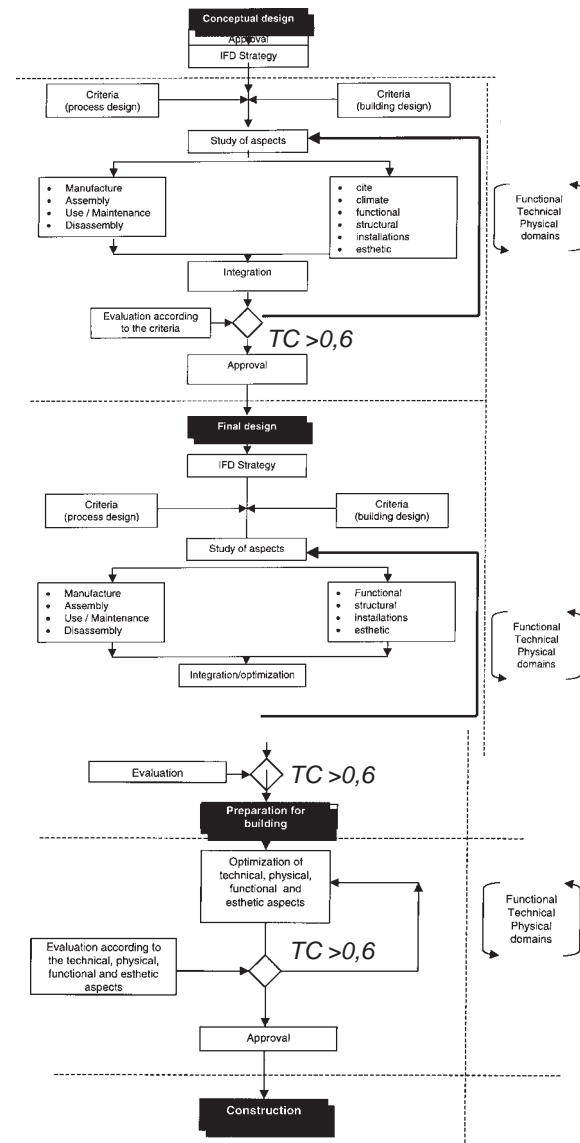 Conceptual design
Approval
IFD Strategy
Criteria
(process design)
Criteria
(building design)
Study of aspects
• Manufacture
• Assembly
• Use / Maintenance
• Disassembly
• cite
• climate
• functional
• structural
• installations
• esthetic
Functional
Technical
Physical
domains
Integration
Evaluation according
to the criteria
TC >0,6
Approval
Final design
IFD Strategy
Criteria
(process design)
Criteria
(building design)
Study of aspects
• Manufacture
• Assembly
• Use / Maintenance
• Disassembly
• Functional
• structural
• installations
• esthetic
Functional
Technical
Physical
domains
Integration/optimization
Evaluation
TC >0,6
Preparation for
building
Optimization of
technical, physical,
functional and
esthetic aspects
Functional
Technical
Physical
domains
Evaluation according to
the technical, physical,
functional and esthetic
aspects
TC >0,6
Approval
Construction